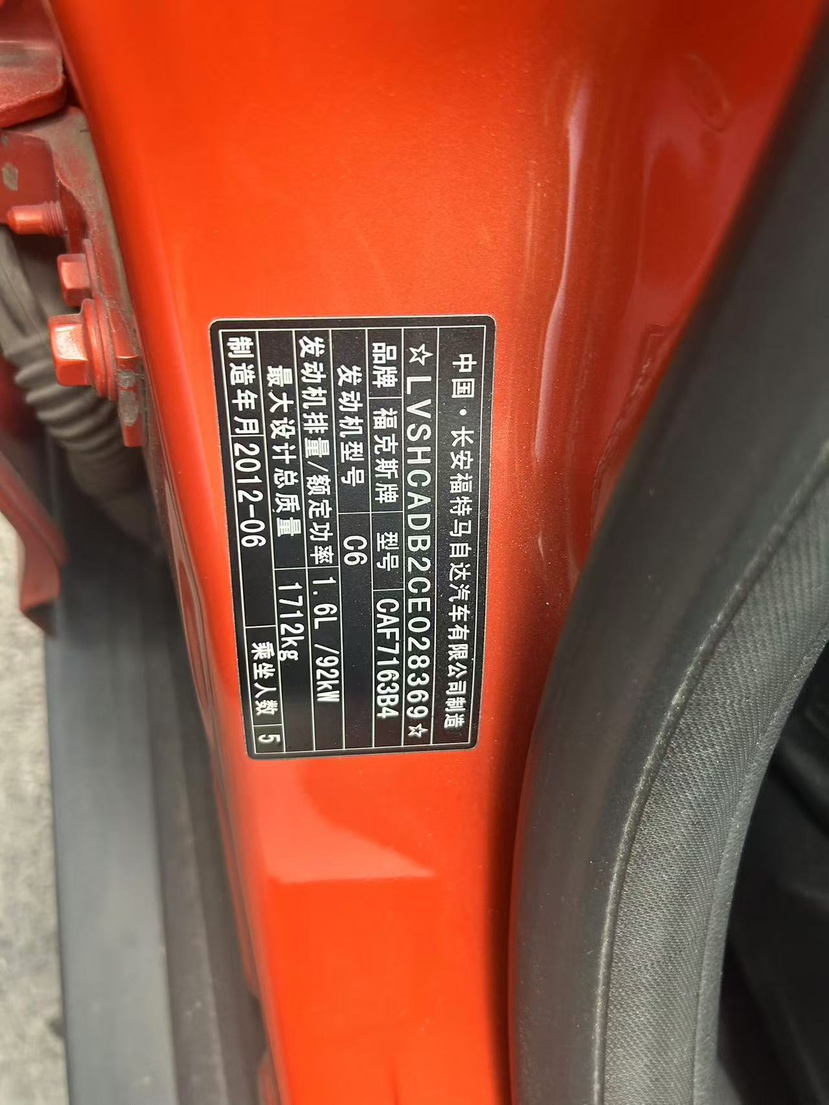 中国·长安福特马自达汽车有限公司制造
☆LVSHCADB2CE028369☆
品牌 福克斯牌 型号 CAF7163B4
发动机型号 C6
发动机排量/额定功率 1.6L /92kW
最大设计总质量 1712kg
制造年月 2012-06 乘坐人数 5